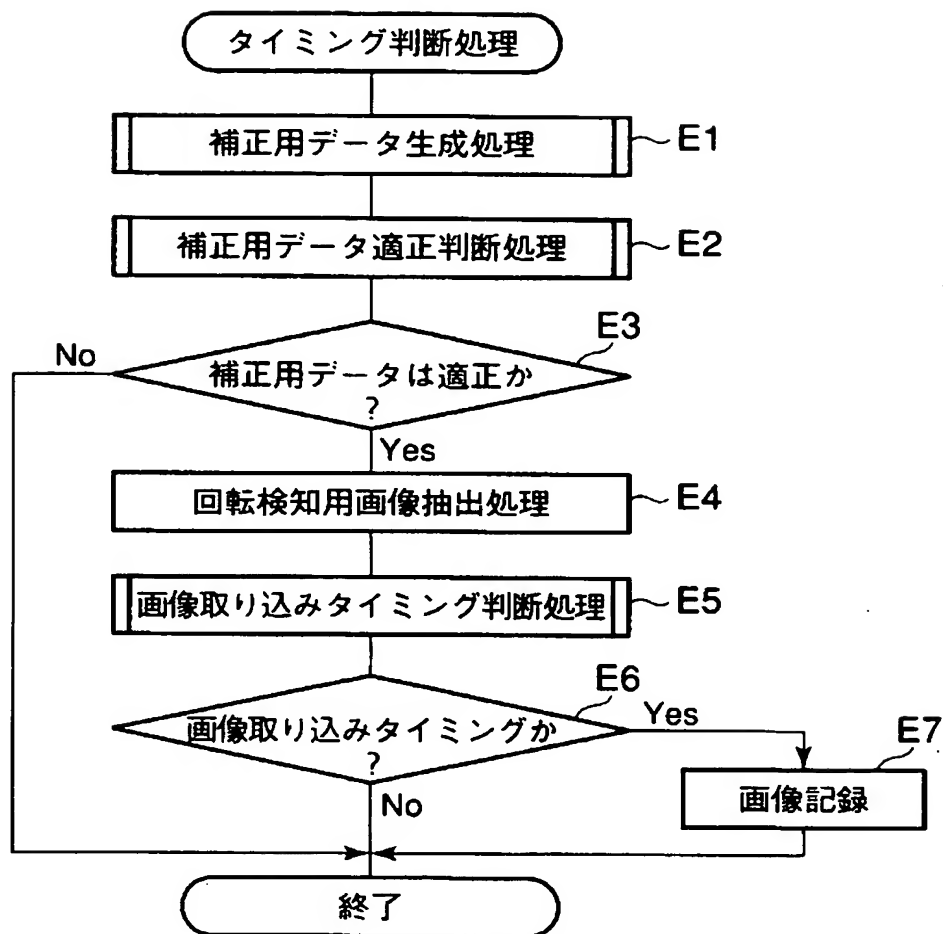 タイミング判断処理
補正用データ生成処理
E1
補正用データ適正判断処理
E2
E3
No
補正用データは適正か
?
Yes
回転検知用画像抽出処理
E4
画像取り込みタイミング判断処理
E5
E6
画像取り込みタイミングか
?
Yes
E7
画像記録
No
終了